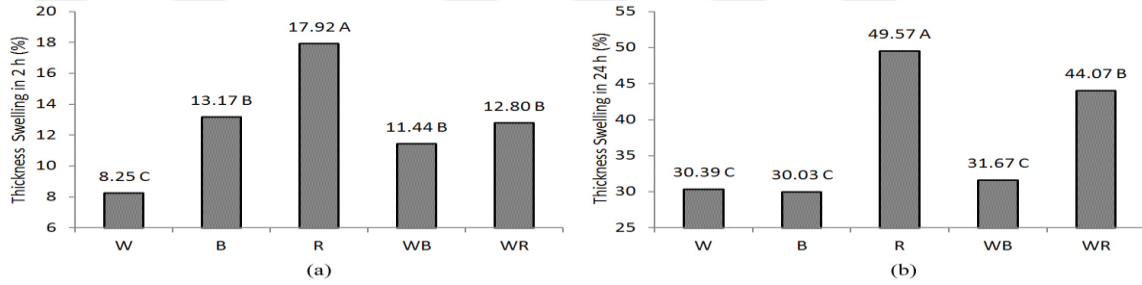 Thickness Swelling in 2 h (%)
20
18
16
14
12
10
8
6
8.25 C
13.17 B
17.92 A
11.44 B
12.80 B
W B R WB WR
(a)
Thickness Swelling in 24 h (%)
55
50
45
40
35
30
25
30.39 C
30.03 C
49.57 A
31.67 C
44.07 B
W B R WB WR
(b)